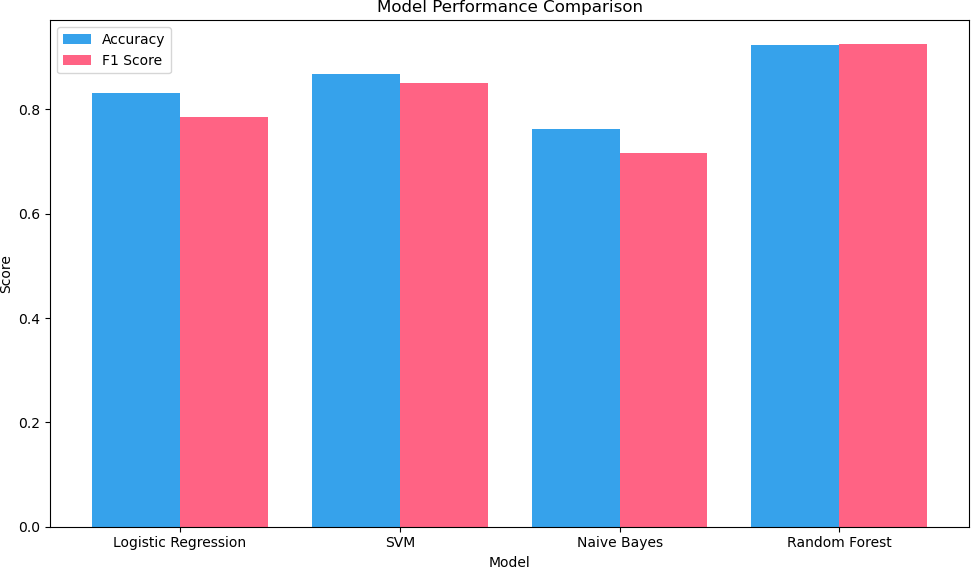 Model Performance Comparison
Accuracy
F1 Score
0.8
0.6
0.4
0.2
0.0
Score
Logistic Regression
SVM
Naive Bayes
Random Forest
Model